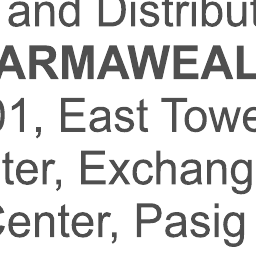 and Distribut
ARMAWEAL
01, East Towe
ter, Exchang
Center, Pasig